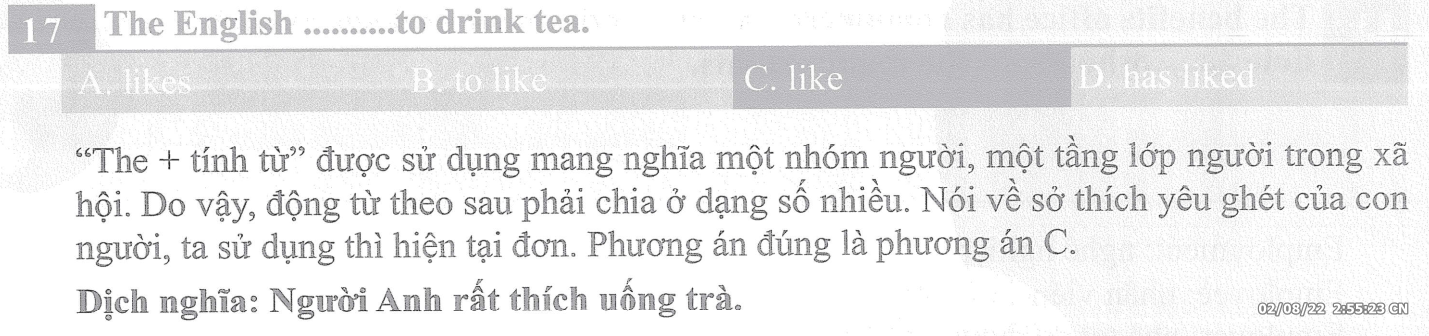 17 The English ..........to drink tea.
A. likes B. to like C. like D. has liked
“The + tính từ” được sử dụng mang nghĩa một nhóm người, một tầng lớp người trong xã
hội. Do vậy, động từ theo sau phải chia ở dạng số nhiều. Nói về sở thích yêu ghét của con
người, ta sử dụng thì hiện tại đơn. Phương án đúng là phương án C.
Dịch nghĩa: Người Anh rất thích uống trà.
02/08/22 2:55:23 CN